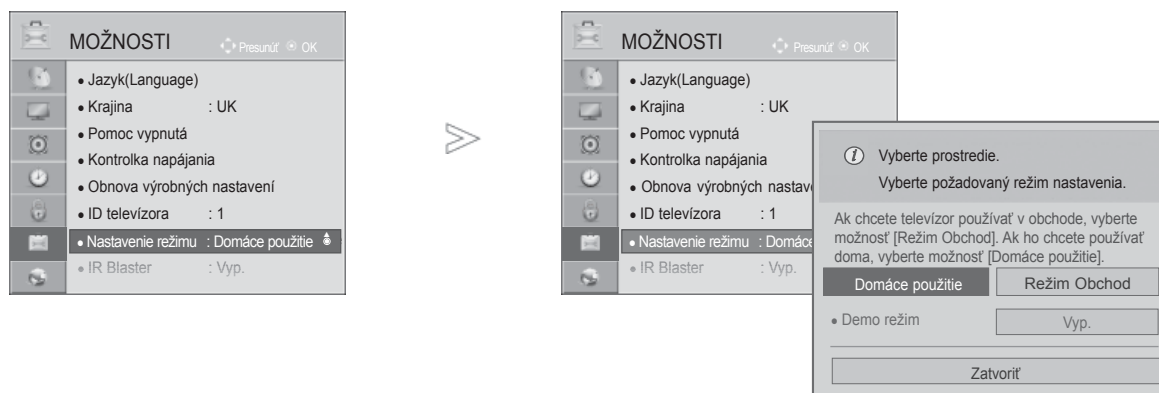 MOŽNOSTI
Presunúť OK
• Jazyk(Language)
• Krajina : UK
• Pomoc vypnutá
• Kontrolka napájania
• Obnova výrobných nastavení
• ID televízora : 1
• Nastavenie režimu : Domáce použitie
• IR Blaster : Vyp.
MOŽNOSTI
Presunúť OK
• Jazyk(Language)
• Krajina : UK
• Pomoc vypnutá
• Kontrolka napájania
• Obnova výrobných nastave
• ID televízora : 1
• Nastavenie režimu : Domáce
• IR Blaster : Vyp.
i Vyberte prostredie.
Vyberte požadovaný režim nastavenia.
Ak chcete televízor používať v obchode, vyberte
možnosť [Režim Obchod]. Ak ho chcete používať
doma, vyberte možnosť [Domáce použitie].
Domáce použitie Režim Obchod
• Demo režim Vyp.
Zatvoriť